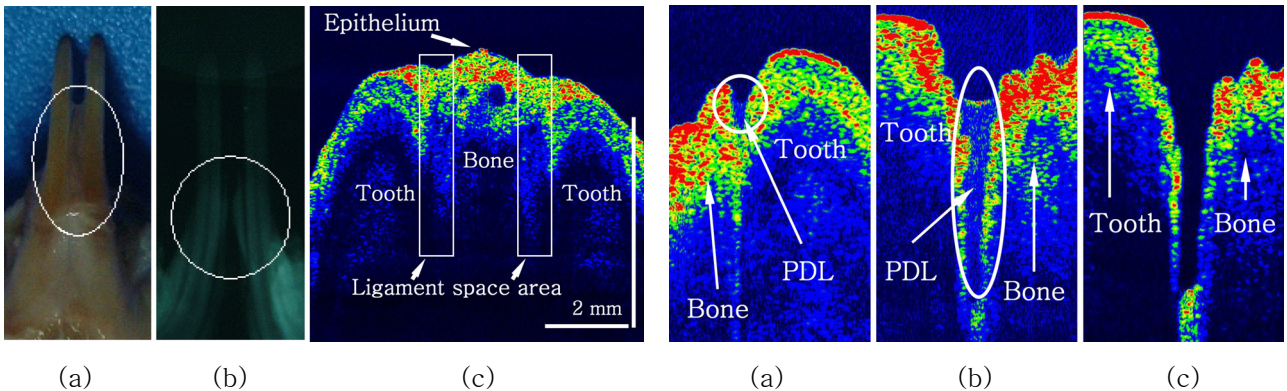 Epithelium
Tooth
Bone
Tooth
Ligament space area
2 mm
(a)
(b)
(c)
Tooth
Bone
PDL
(a)
Tooth
PDL
Bone
(b)
Tooth
Bone
(c)